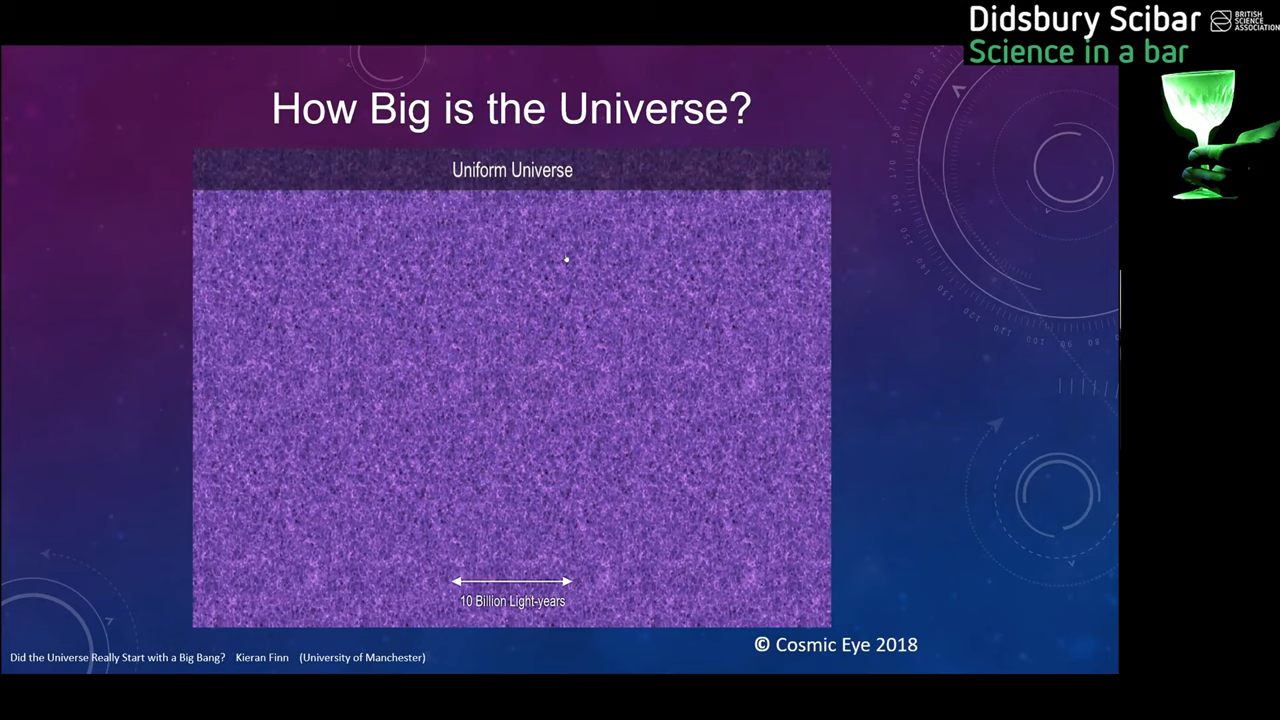 Didsbury Scibar
BRITISH
SCIENCE
ASSOCIATION
Science in a bar
How Big is the Universe?
Uniform Universe
10 Billion Light-years
© Cosmic Eye 2018
Did the Universe Really Start with a Big Bang? Kieran Finn (University of Manchester)